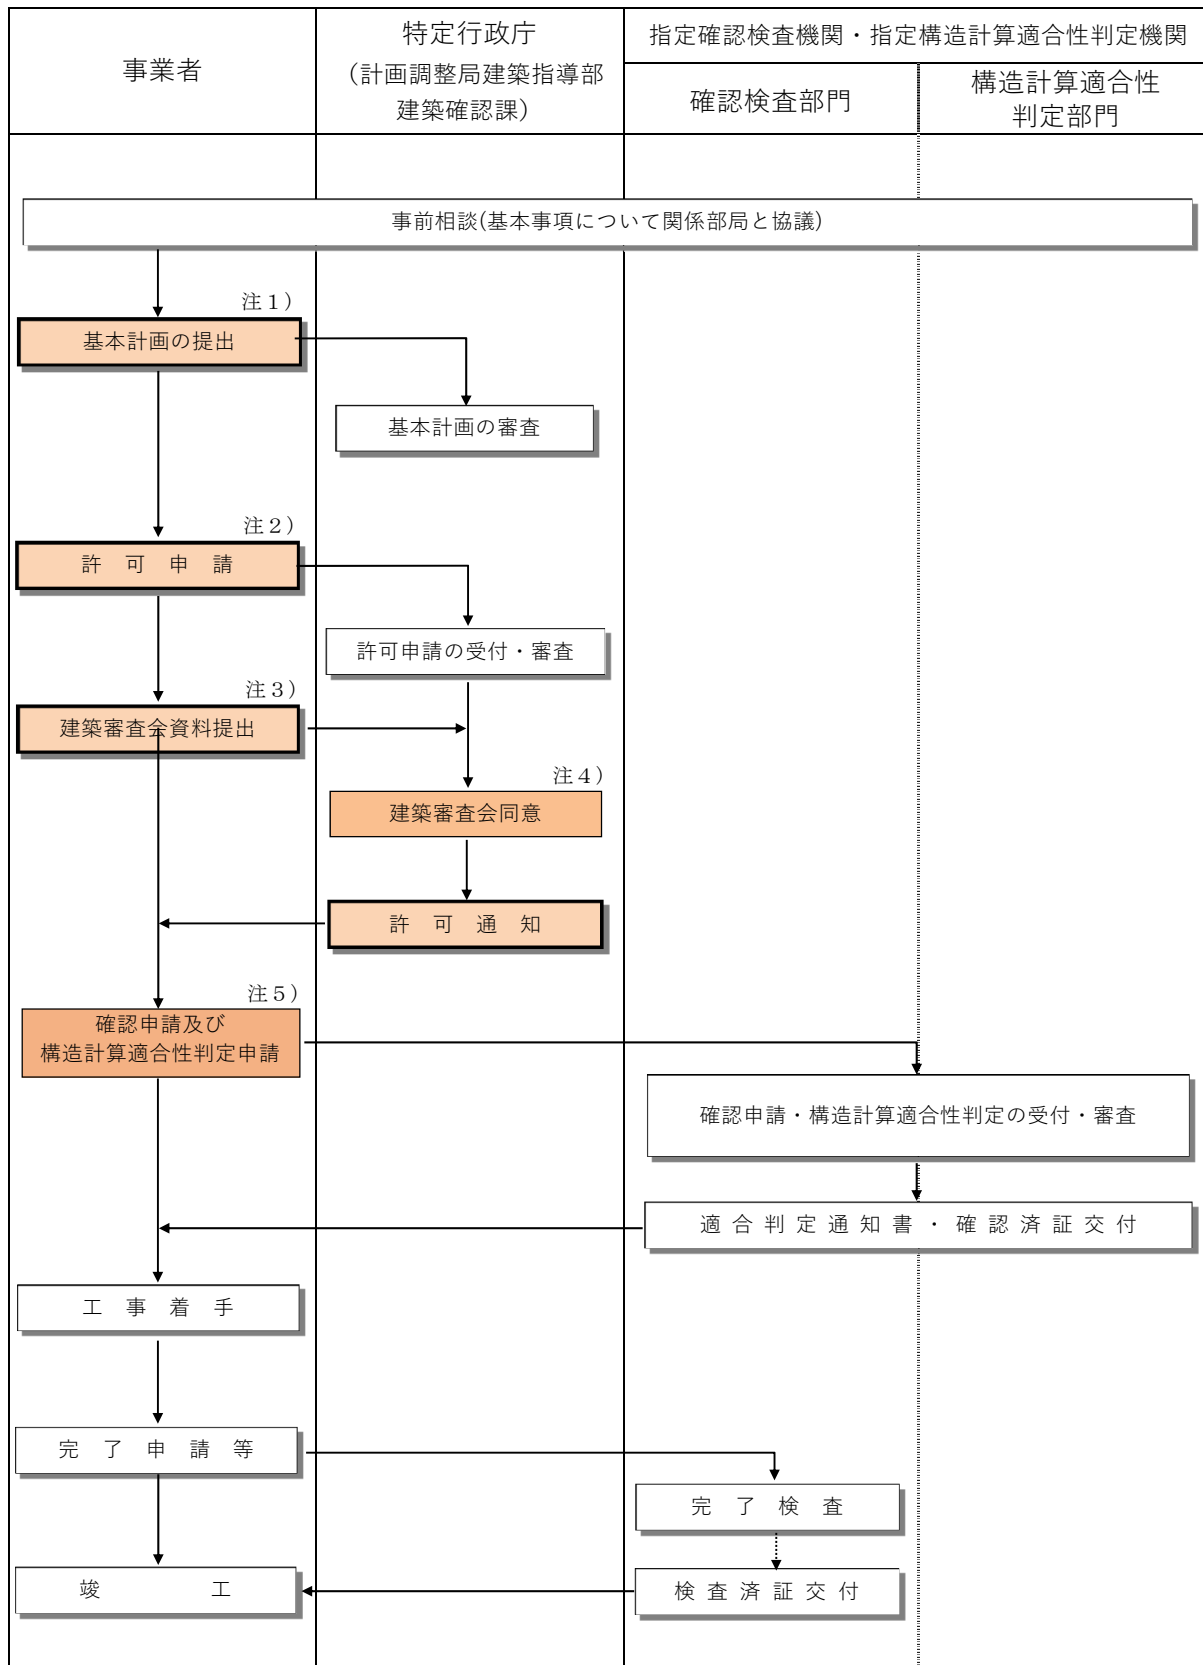 事業者
特定行政庁
(計画調整局建築指導部
建築確認課)
指定確認検査機関・指定構造計算適合性判定機関
確認検査部門
構造計算適合性
判定部門
事前相談(基本事項について関係部局と協議)
注1)
基本計画の提出
基本計画の審査
注2)
許可申請
許可申請の受付・審査
注3)
建築審査会資料提出
注4)
建築審査会同意
許可通知
注5)
確認申請及び
構造計算適合性判定申請
確認申請・構造計算適合性判定の受付・審査
適合判定通知書・確認済証交付
工事着手
完了申請等
完了検査
竣工
検査済証交付